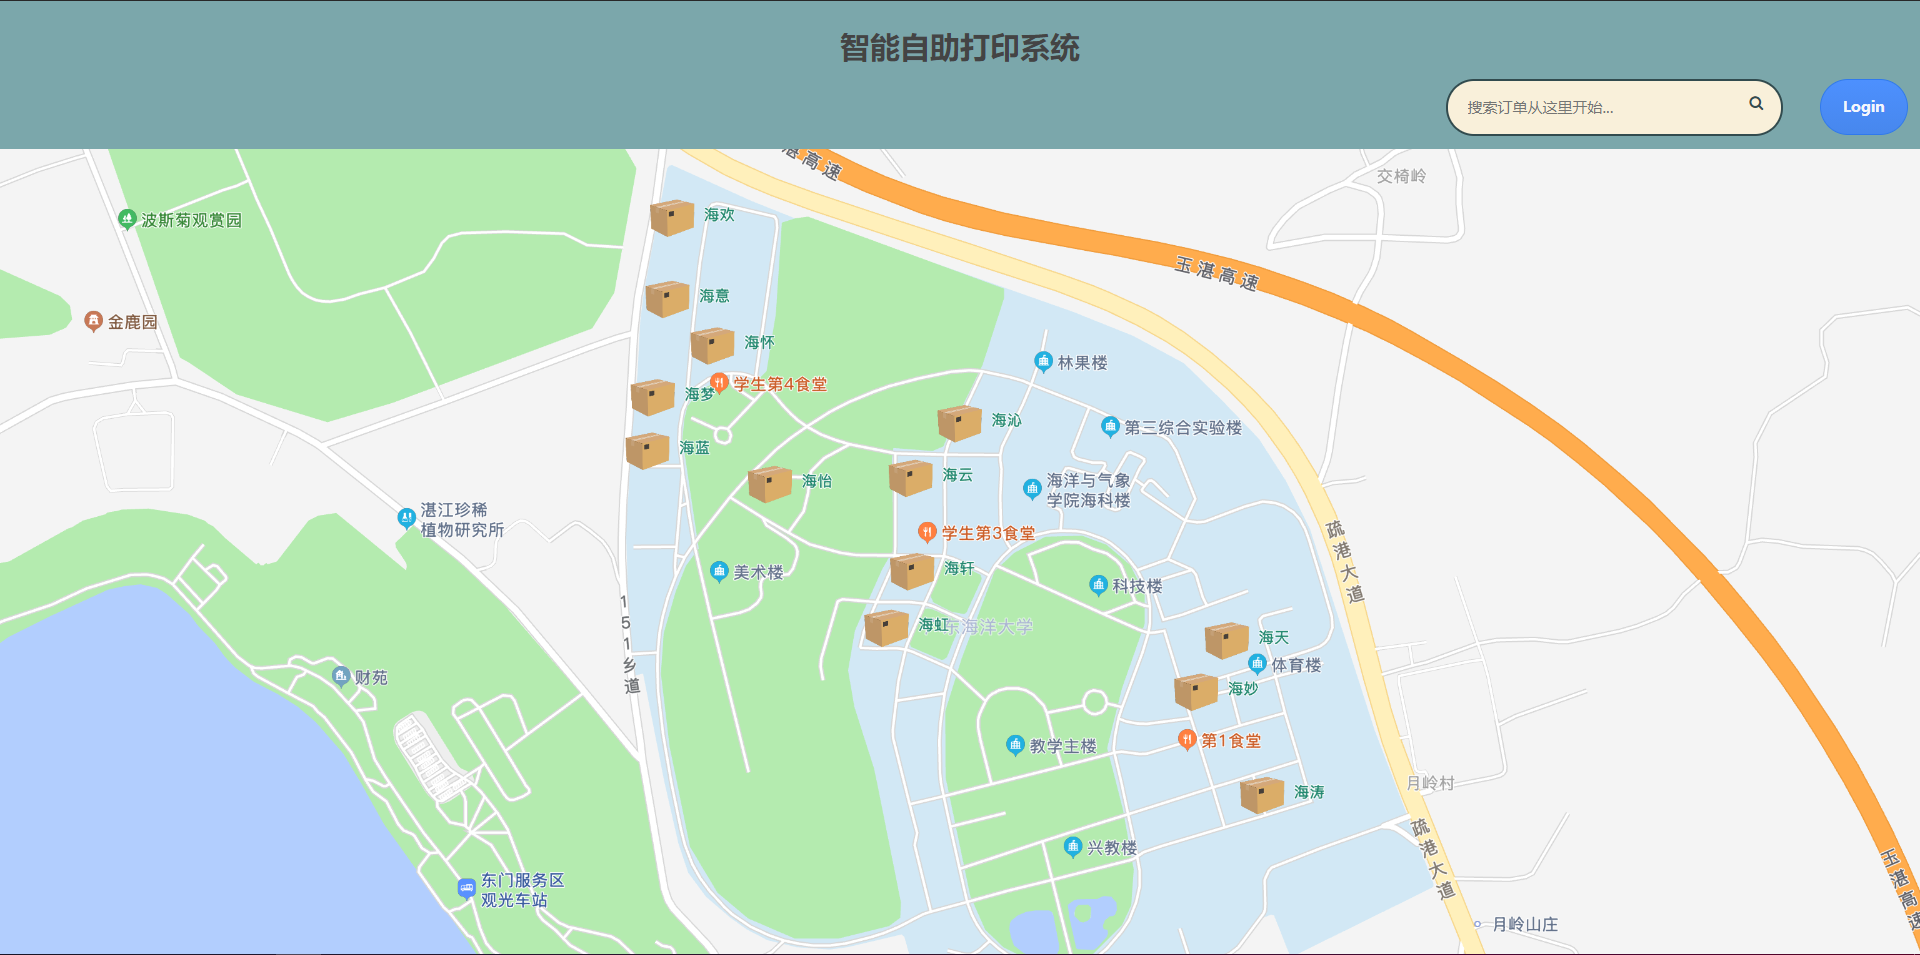 智能自助打印系统
搜索订单从这里开始...
Login
湛高速
交椅岭
波斯菊观赏园
海欢
玉湛高速
海意
金鹿园
海怀
林果楼
学生第4食堂
海梦
海沁
第三综合实验楼
海蓝
海云
海怡
海洋与气象
学院海科楼
湛江珍稀
植物研究所
学生第3食堂
疏港大道
海轩
美术楼
科技楼
151乡道
海虹
东海洋大学
海天
体育楼
财苑
海妙
第1食堂
教学主楼
月岭村
海涛
疏港大道
兴教楼
玉湛高速
东门服务区
观光车站
月岭山庄